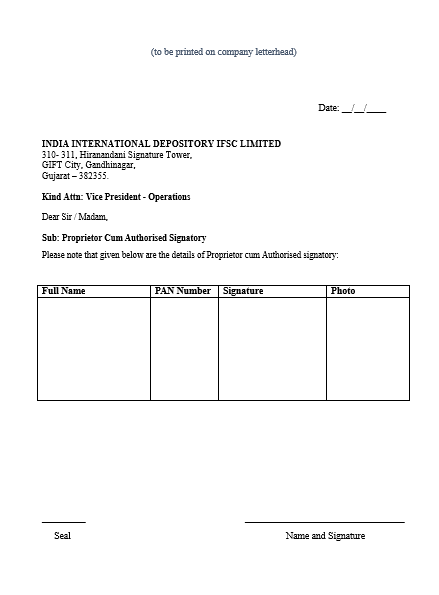 (to be printed on company letterhead)
Date: __/__/____
INDIA INTERNATIONAL DEPOSITORY IFSC LIMITED
310- 311, Hiranandani Signature Tower,
GIFT City, Gandhinagar,
Gujarat – 382355.
Kind Attn: Vice President - Operations
Dear Sir / Madam,
Sub: Proprietor Cum Authorised Signatory
Please note that given below are the details of Proprietor cum Authorised signatory:
Full Name PAN Number Signature Photo
Seal Name and Signature